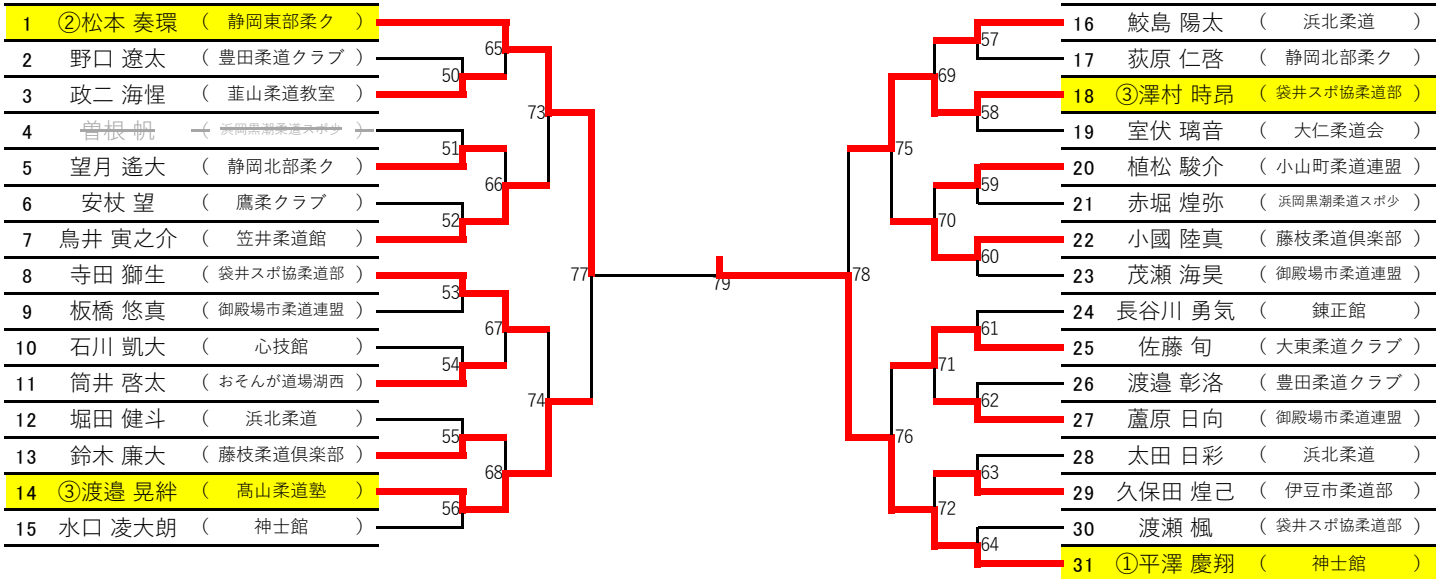 1 ②松本 奏環 （ 静岡東部柔ク ）
2 野口 遼太 （ 豊田柔道クラブ ）
3 政二 海惺 （ 韮山柔道教室 ）
4 曽根 帆 （ 浜岡黒潮柔道スポ少 ）
5 望月 遙大 （ 静岡北部柔ク ）
6 安杖 望 （ 鷹柔クラブ ）
7 鳥井 寅之介 （ 笠井柔道館 ）
8 寺田 獅生 （ 袋井スポ協柔道部 ）
9 板橋 悠真 （ 御殿場市柔道連盟 ）
10 石川 凱大 （ 心技館 ）
11 筒井 啓太 （ おそんが道場湖西 ）
12 堀田 健斗 （ 浜北柔道 ）
13 鈴木 廉大 （ 藤枝柔道倶楽部 ）
14 ③渡邉 晃絆 （ 髙山柔道塾 ）
15 水口 凌大朗 （ 神士館 ）
65
50
73
51
66
52
77
53
67
54
74
55
68
56
79
57
69
58
75
59
70
60
78
61
71
62
76
63
72
64
16 鮫島 陽太 （ 浜北柔道 ）
17 荻原 仁啓 （ 静岡北部柔ク ）
18 ③澤村 時昂 （ 袋井スポ協柔道部 ）
19 室伏 璃音 （ 大仁柔道会 ）
20 植松 駿介 （ 小山町柔道連盟 ）
21 赤堀 煌弥 （ 浜岡黒潮柔道スポ少 ）
22 小國 陸真 （ 藤枝柔道倶楽部 ）
23 茂瀬 海昊 （ 御殿場市柔道連盟 ）
24 長谷川 勇気 （ 錬正館 ）
25 佐藤 旬 （ 大東柔道クラブ ）
26 渡邉 彰洛 （ 豊田柔道クラブ ）
27 蘆原 日向 （ 御殿場市柔道連盟 ）
28 太田 日彩 （ 浜北柔道 ）
29 久保田 煌己 （ 伊豆市柔道部 ）
30 渡瀬 楓 （ 袋井スポ協柔道部 ）
31 ①平澤 慶翔 （ 神士館 ）